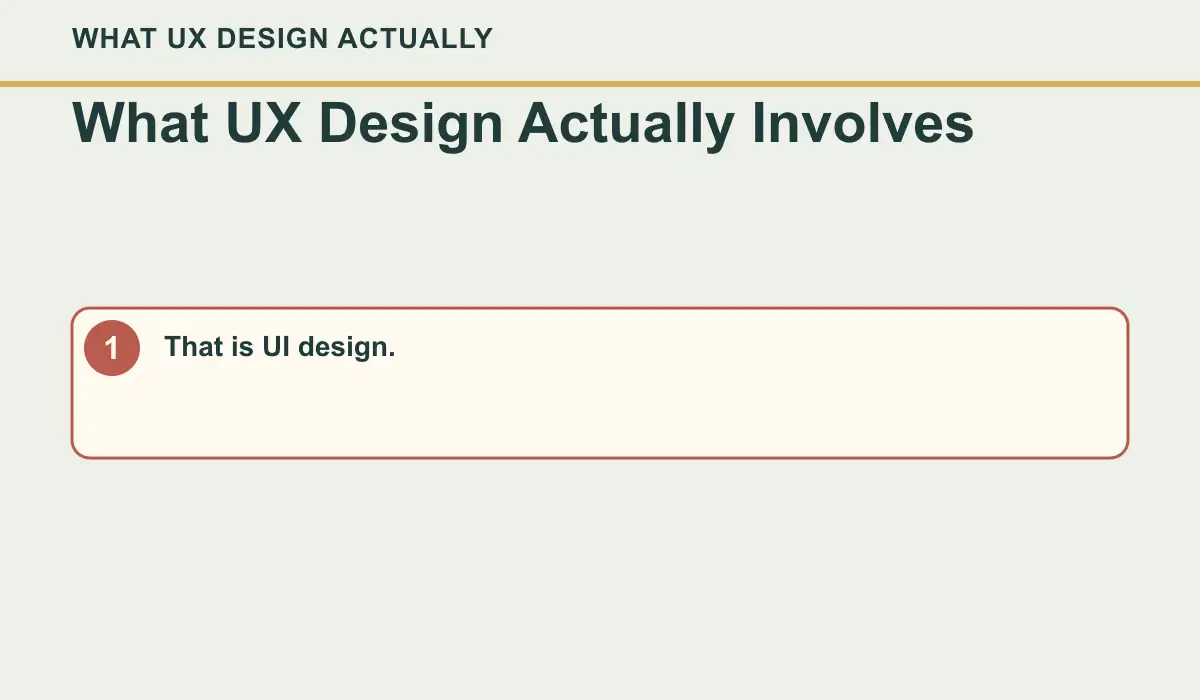 WHAT UX DESIGN ACTUALLY
What UX Design Actually Involves
1 That is UI design.